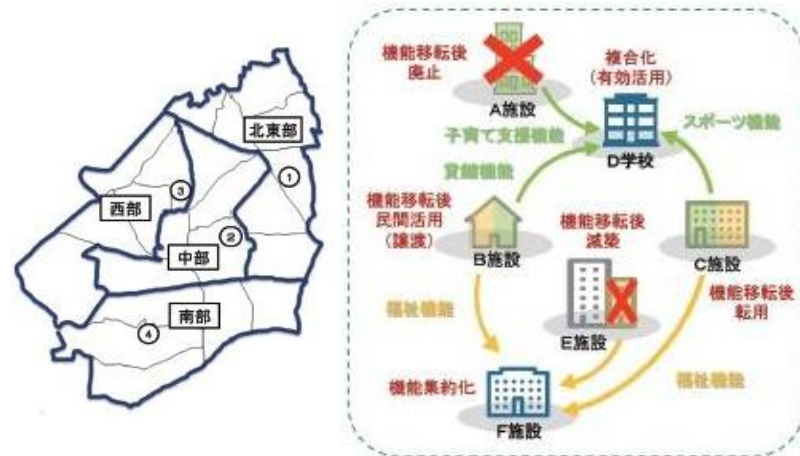 北東部
①
③
西部
②
中部
南部
④
機能移転後
廃止
A施設
複合化
(有効活用)
D学校
子育て支援機能
スポーツ機能
貸館機能
機能移転後
民間活用
(譲渡)
B施設
機能移転後
減築
E施設
C施設
機能移転後
転用
福祉機能
福祉機能
機能集約化
F施設